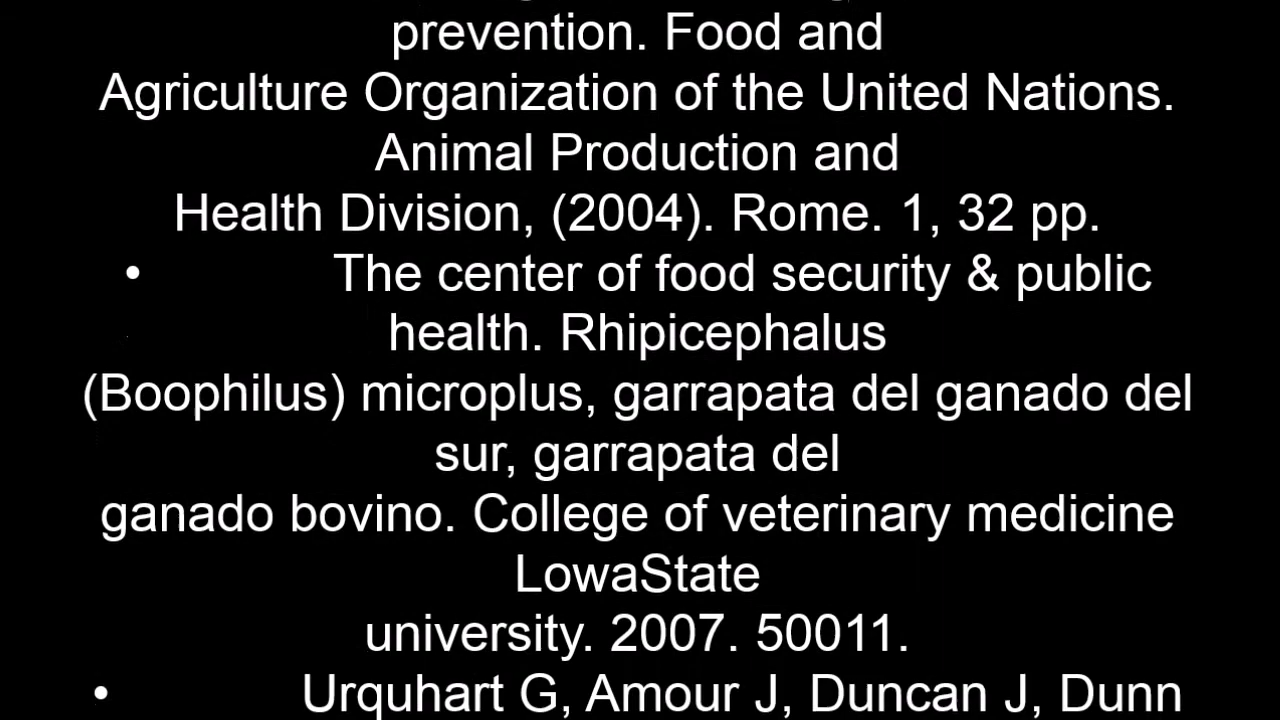 prevention. Food and
Agriculture Organization of the United Nations.
Animal Production and
Health Division, (2004). Rome. 1, 32 pp.
• The center of food security & public
health. Rhipicephalus
(Boophilus) microplus, garrapata del ganado del
sur, garrapata del
ganado bovino. College of veterinary medicine
LowaState
university. 2007. 50011.
• Urquhart G, Amour J, Duncan J, Dunn